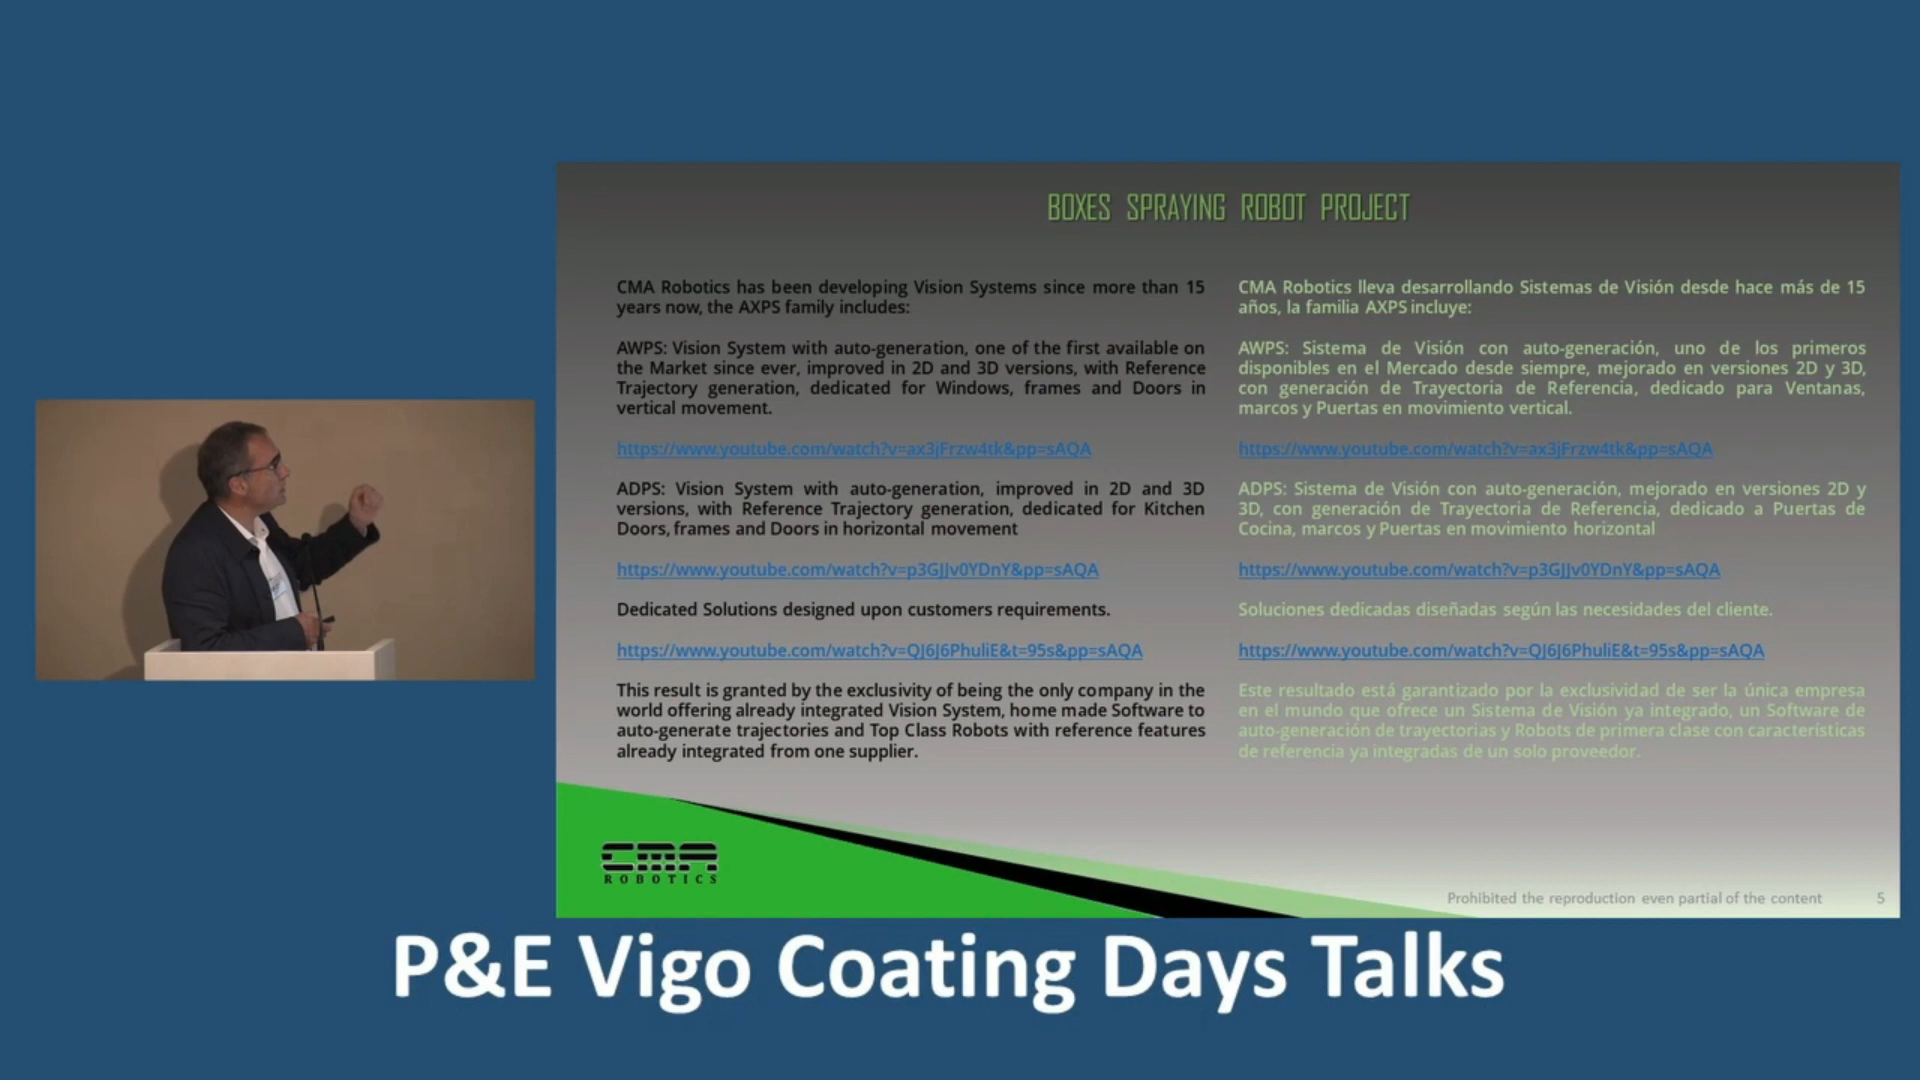 BOXES SPRAYING ROBOT PROJECT
CMA Robotics has been developing Vision Systems since more than 15
years now, the AXPS family includes:
AWPS: Vision System with auto-generation, one of the first available on
the Market since ever, improved in 2D and 3D versions, with Reference
Trajectory generation, dedicated for Windows, frames and Doors in
vertical movement.
https://www.youtube.com/watch?v=ax3jFrzw4tk&pp=sAQA
ADPS: Vision System with auto-generation, improved in 2D and 3D
versions, with Reference Trajectory generation, dedicated for Kitchen
Doors, frames and Doors in horizontal movement
https://www.youtube.com/watch?v=p3GJJv0YDnY&pp=sAQA
Dedicated Solutions designed upon customers requirements.
https://www.youtube.com/watch?v=QJ6J6PhuliE&t=95s&pp=sAQA
This result is granted by the exclusivity of being the only company in the
world offering already integrated Vision System, home made Software to
auto-generate trajectories and Top Class Robots with reference features
already integrated from one supplier.
CMA Robotics lleva desarrollando Sistemas de Visión desde hace más de 15
años, la familia AXPS incluye:
AWPS: Sistema de Visión con auto-generación, uno de los primeros
disponibles en el Mercado desde siempre, mejorado en versiones 2D y 3D,
con generación de Trayectoria de Referencia, dedicado para Ventanas,
marcos y Puertas en movimiento vertical.
https://www.youtube.com/watch?v=ax3jFrzw4tk&pp=sAQA
ADPS: Sistema de Visión con auto-generación, mejorado en versiones 2D y
3D, con generación de Trayectoria de Referencia, dedicado a Puertas de
Cocina, marcos y Puertas en movimiento horizontal
https://www.youtube.com/watch?v=p3GJJv0YDnY&pp=sAQA
Soluciones dedicadas diseñadas según las necesidades del cliente.
https://www.youtube.com/watch?v=QJ6J6PhuliE&t=95s&pp=sAQA
Este resultado está garantizado por la exclusividad de ser la única empresa
en el mundo que ofrece un Sistema de Visión ya integrado, un Software de
auto-generación de trayectorias y Robots de primera clase con características
de referencia ya integradas de un solo proveedor.
CMA
ROBOTICS
Prohibited the reproduction even partial of the content
5
P&E Vigo Coating Days Talks